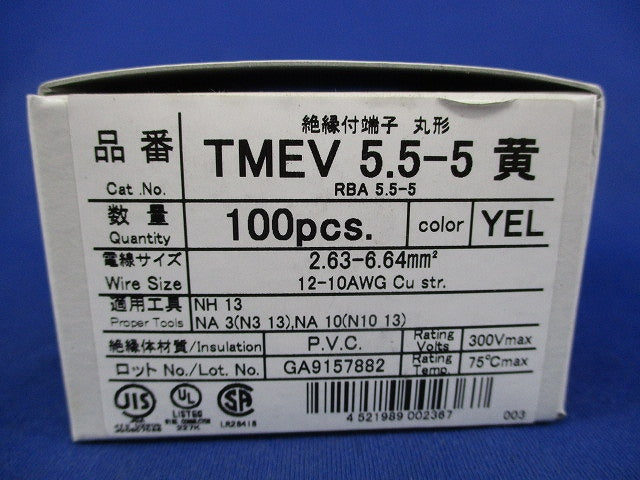 絶縁付端子 丸形
品番 TMEV 5.5-5 黄
Cat .No. RBA 5.5-5
数量 100pcs. color YEL
Quantity
電線サイズ 2.63-6.64mm²
Wire Size 12-10AWG Cu str.
適用工具 NH 13
Proper Tools NA 3(N3 13),NA 10(N10 13)
絶縁体材質/Insulation P.V.C. Rating Volts 300Vmax
ロット No./Lot. No. GA9157882 Rating Temp. 75℃max
JIS UL SA
LISTED
LR28418
227K
4 521989 002367 003